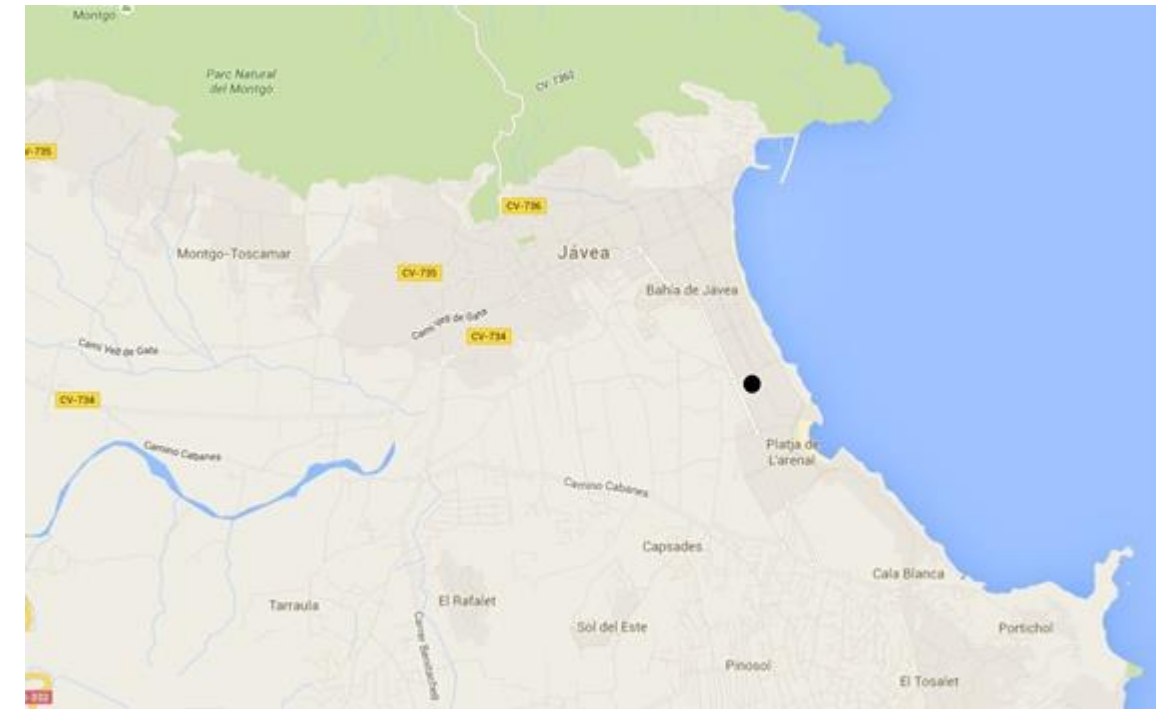 Montgo
Parc Natural
del Montgó
CV-7362
V-735
CV-736
Montgo-Toscamar
Jávea
CV-735
Bahía de Javea
Camí Vell de Gata
CV-734
Camí Vell de Gata
CV-734
Platja de
L'arenal
Camino Cabanes
Camino Cabanes
Capsades
Cala Blanca
Tarraula
El Rafalet
Sol del Este
Portichol
Carrer Benitachell
Pinosol
El Tosalet